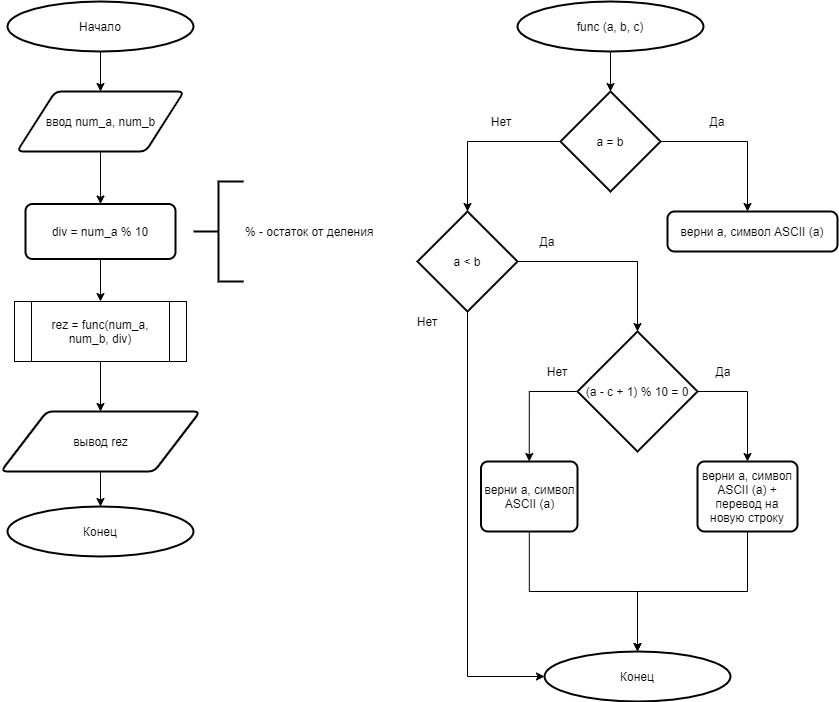 Начало
ввод num_a, num_b
div = num_a % 10
% - остаток от деления
rez = func(num_a,
num_b, div)
вывод rez
Конец
func (a, b, c)
Нет
Да
a = b
верни a, символ ASCII (a)
Да
a < b
Нет
Нет
Да
(a - c + 1) % 10 = 0
верни a, символ
ASCII (a)
верни a, символ
ASCII (a) +
перевод на
новую строку
Конец